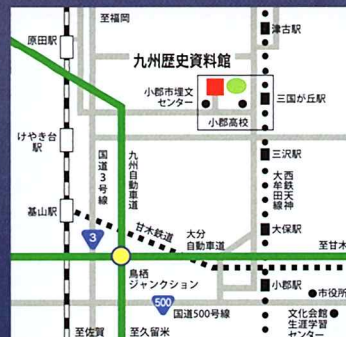 至福岡
津古駅
原田駅
九州歴史資料館
小郡市埋文
センター
三国が丘駅
小郡高校
けやき台
駅
国道3号線
九州自動車道
三沢駅
西鉄天神
大牟田線
基山駅
甘木鉄道
大分
自動車道
大保駅
3
至甘木
鳥栖
ジャンクション
小郡駅
市役所
500
国道500号線
文化会館
生涯学習
センター
至佐賀
至久留米